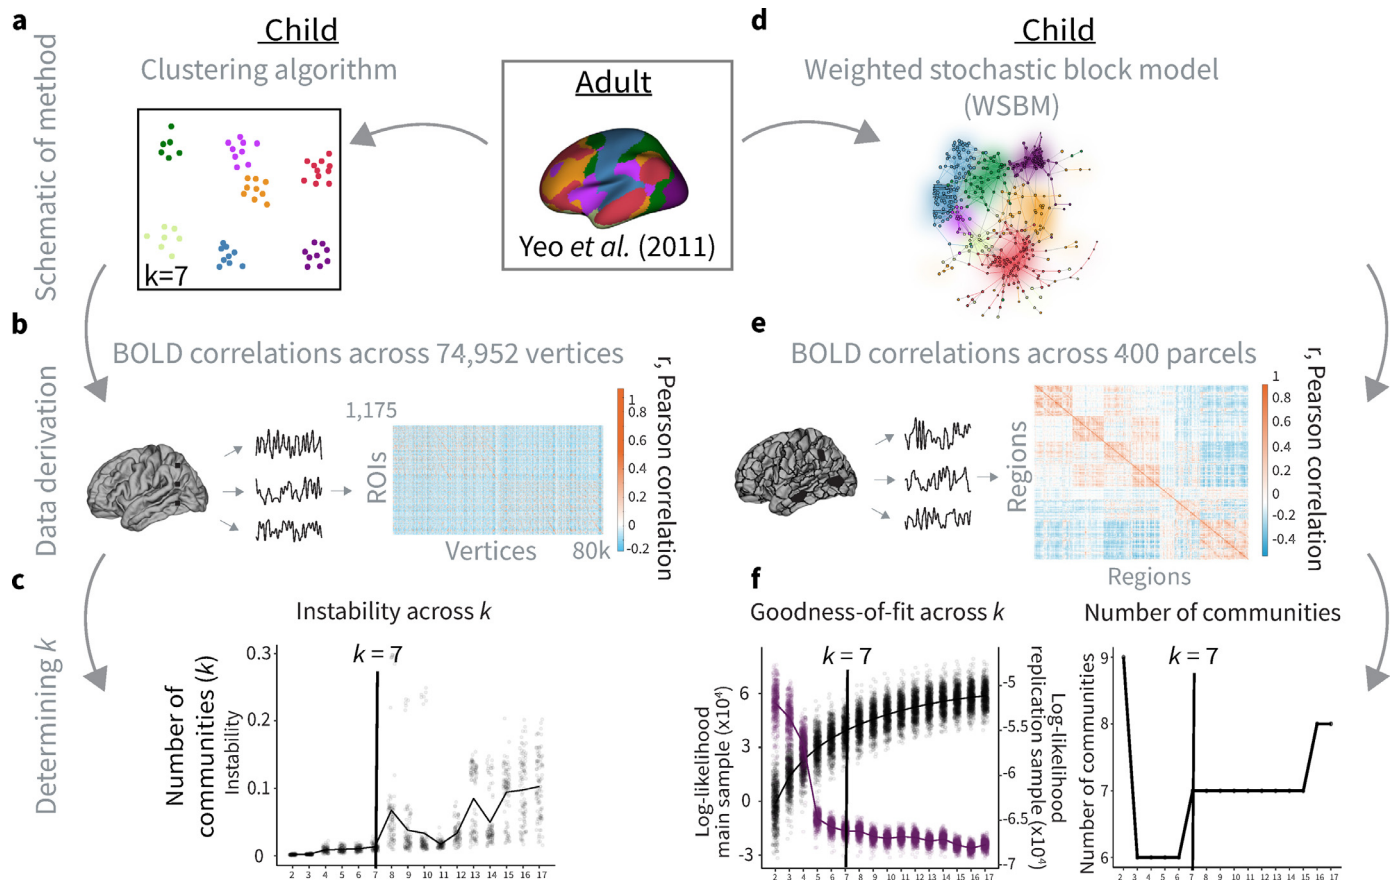 a
Child
Clustering algorithm
Schematic of method
k=7
Adult
Yeo et al. (2011)
d
Child
Weighted stochastic block model
(WSBM)
b
BOLD correlations across 74,952 vertices
Data derivation
1,175
ROIs
Vertices
80k
1
0.8
0.6
0.4
0.2
0
-0.2
r, Pearson correlation
e
BOLD correlations across 400 parcels
Regions
Regions
1
0.8
0.6
0.4
0.2
0
-0.2
-0.4
r, Pearson correlation
c
Determining k
Instability across k
k = 7
Number of
communities (k)
Instability
0.3
0.2
0.1
0
2 3 4 5 6 7 8 9 10 11 12 13 14 15 16 17
f
Goodness-of-fit across k
k = 7
Log-likelihood
main sample (x10⁴)
6
3
0
-3
-5
-5.5
-6
-6.5
-7
Log-likelihood
replication sample (x10⁴)
2 3 4 5 6 7 8 9 10 11 12 13 14 15 16 17
Number of communities
k = 7
Number of communities
9
8
7
6
2 3 4 5 6 7 8 9 10 11 12 13 14 15 16 17